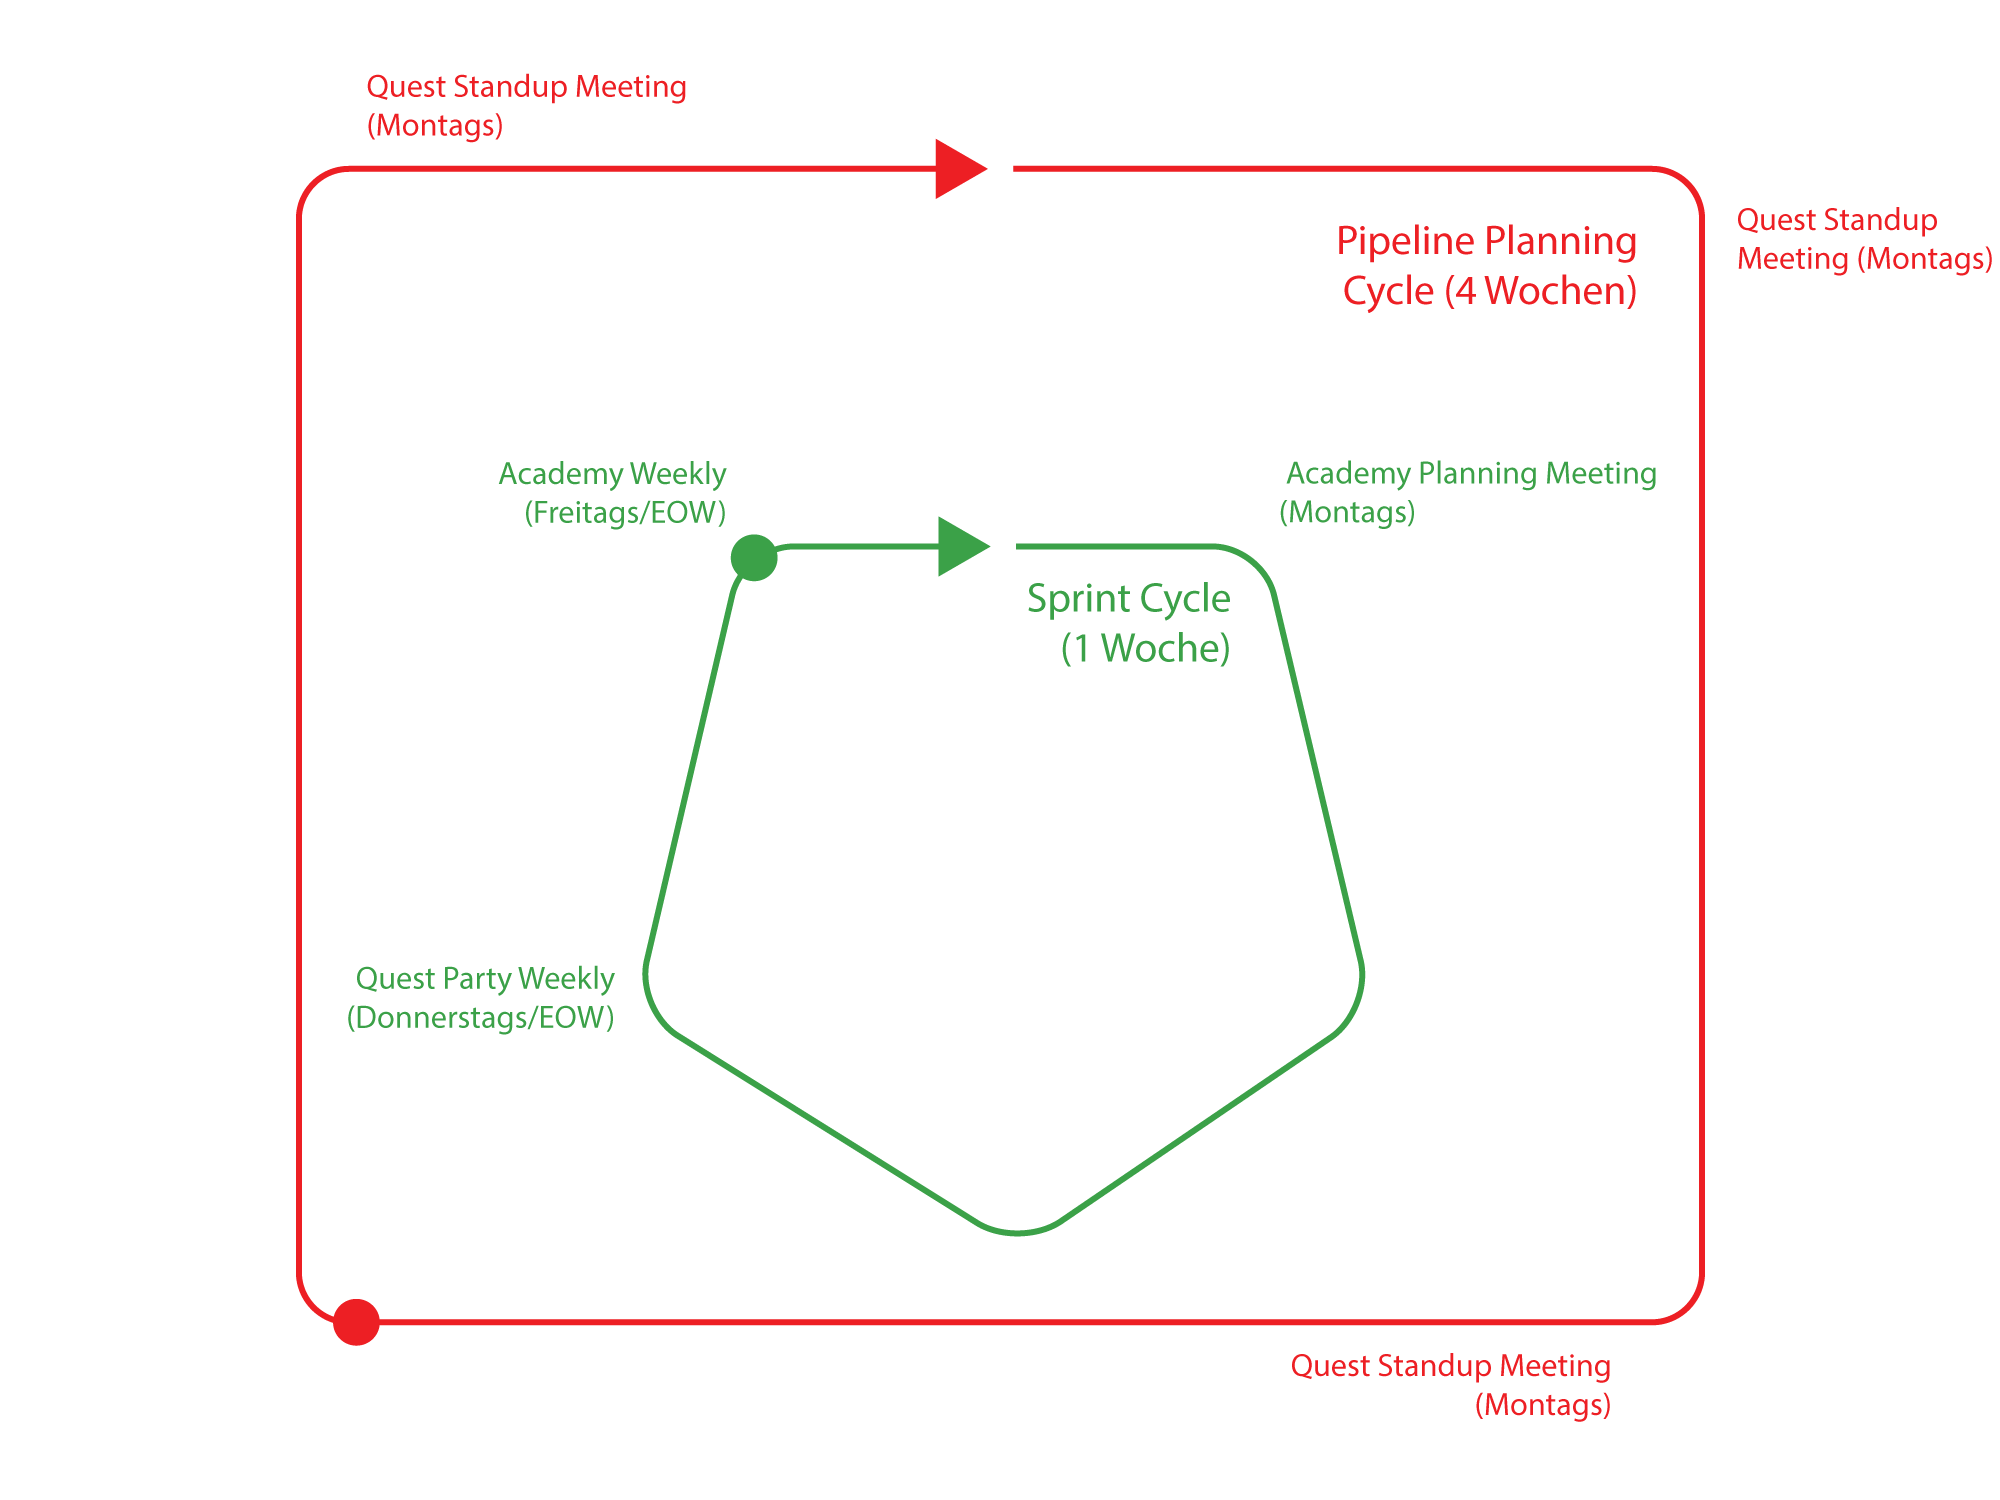 Quest Standup Meeting
(Montags)
Quest Standup
Meeting (Montags)
Pipeline Planning
Cycle (4 Wochen)
Academy Weekly
(Freitags/EOW)
Academy Planning Meeting
(Montags)
Sprint Cycle
(1 Woche)
Quest Party Weekly
(Donnerstags/EOW)
Quest Standup Meeting
(Montags)